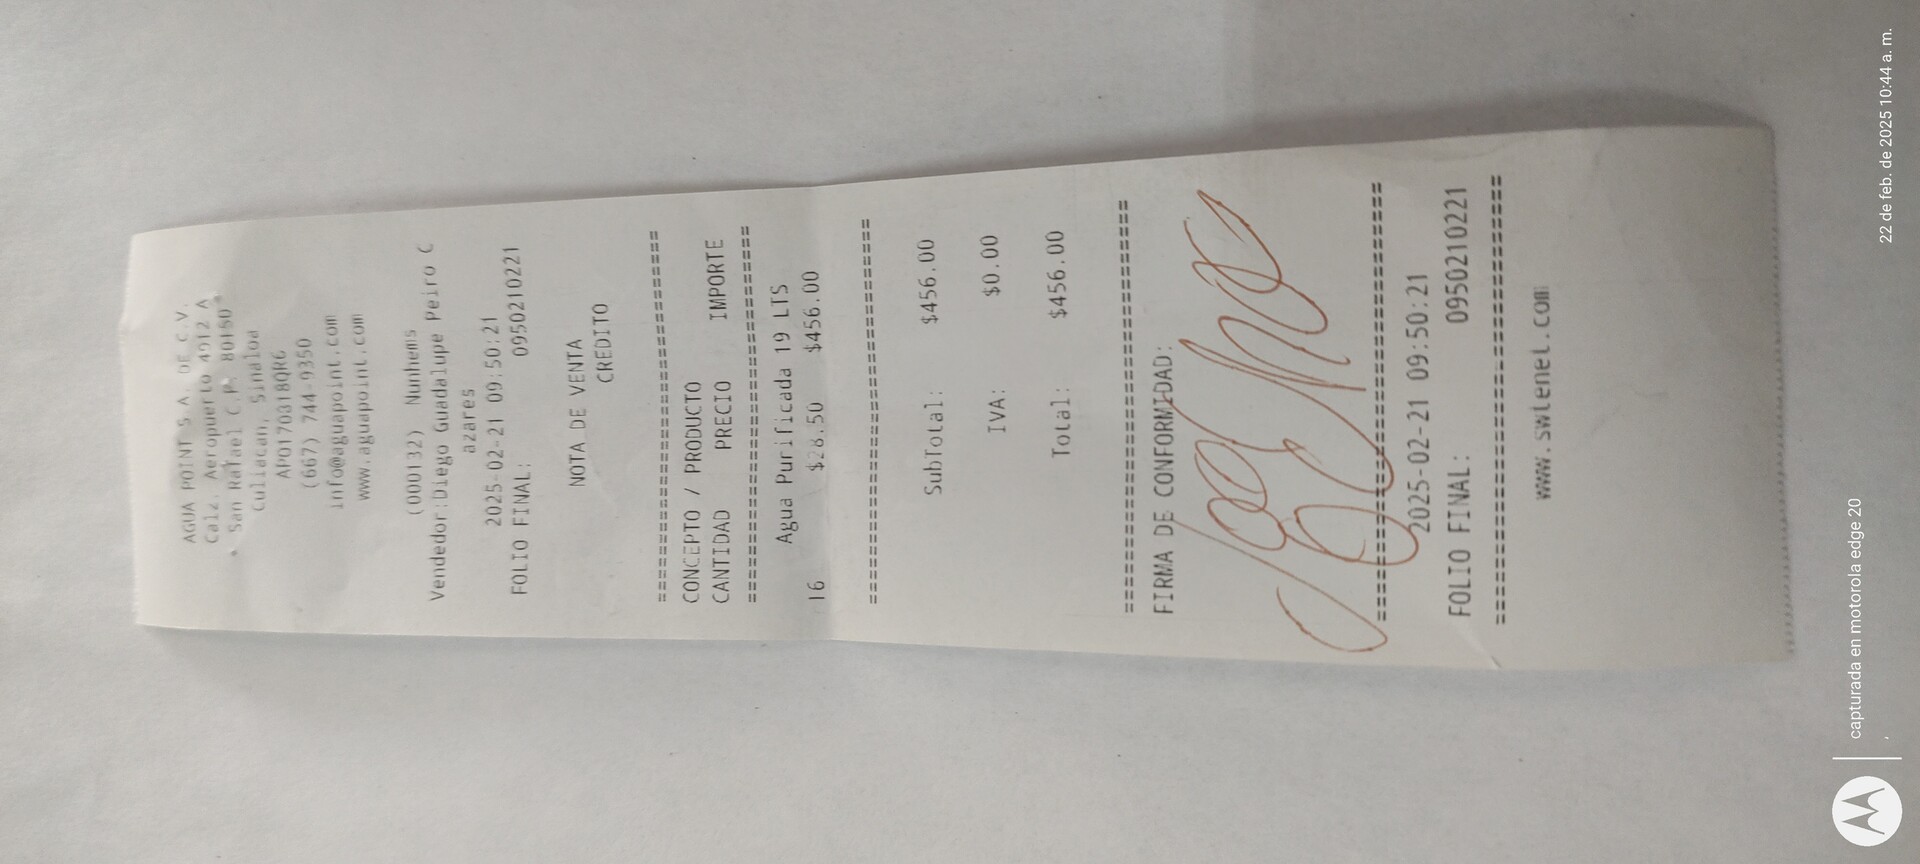 AGUA POINT S.A. DE C.V.
Calz. Aeropuerto 4912 A
San Rafael C.P. 80150
Culiacan, Sinaloa
APO170318QR6
(667) 744-0350
info@aguapoint.com
www.aguapoint.com
(000132) Nunhems
Vendedor:Diego Guadalupe Peiro C
azares
2025-02-21 09:50:21
FOLIO FINAL: 0950210221
NOTA DE VENTA
CREDITO
================================
CONCEPTO / PRODUCTO
CANTIDAD PRECIO IMPORTE
================================
Agua Purificada 19 LTS
16 $28.50 $456.00
================================
SubTotal: $456.00
IVA: $0.00
Total: $456.00
===================================
FIRMA DE CONFORMIDAD:
===================================
2025-02-21 09:50:21
FOLIO FINAL: 0950210221
===================================
www.swienel.com
capturada en motorola edge 20
22 de feb. de 2025 10:44 a. m.